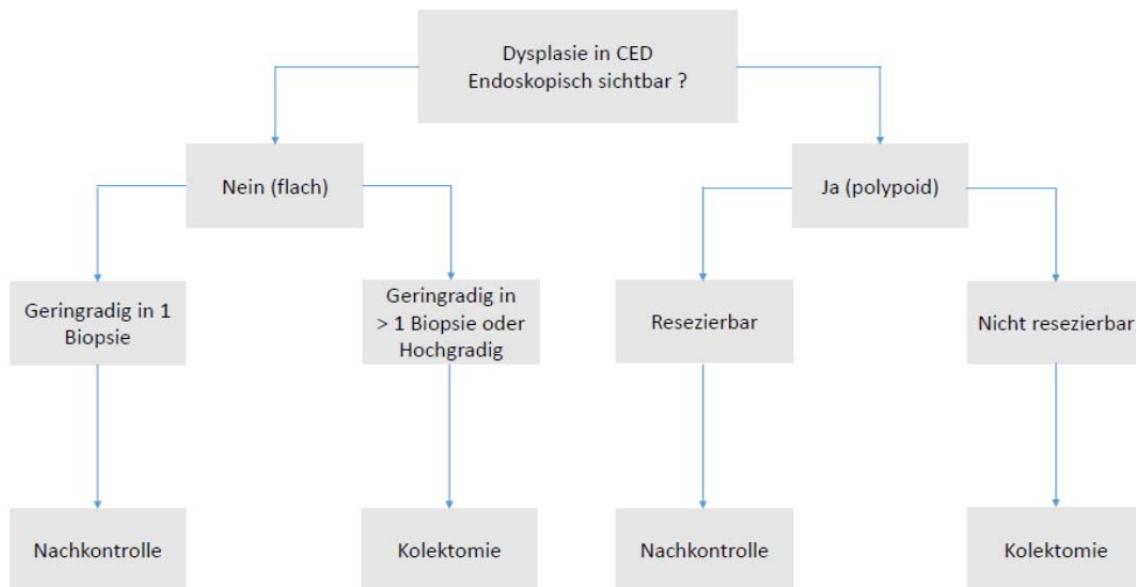 Dysplasie in CED
Endoskopisch sichtbar ?
Nein (flach)
Ja (polypoid)
Geringradig in 1
Biopsie
Geringradig in
> 1 Biopsie oder
Hochgradig
Resezierbar
Nicht resezierbar
Nachkontrolle
Kolektomie
Nachkontrolle
Kolektomie